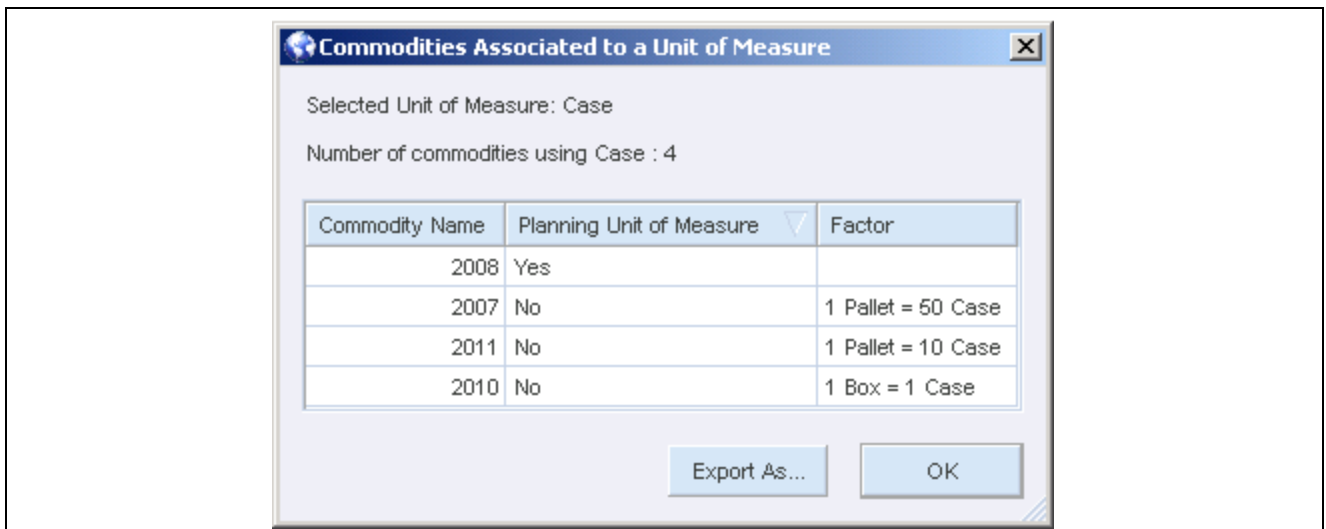 Commodities Associated to a Unit of Measure
Selected Unit of Measure: Case
Number of commodities using Case : 4
Commodity Name Planning Unit of Measure Factor
2008 Yes
2007 No 1 Pallet = 50 Case
2011 No 1 Pallet = 10 Case
2010 No 1 Box = 1 Case
Export As... OK